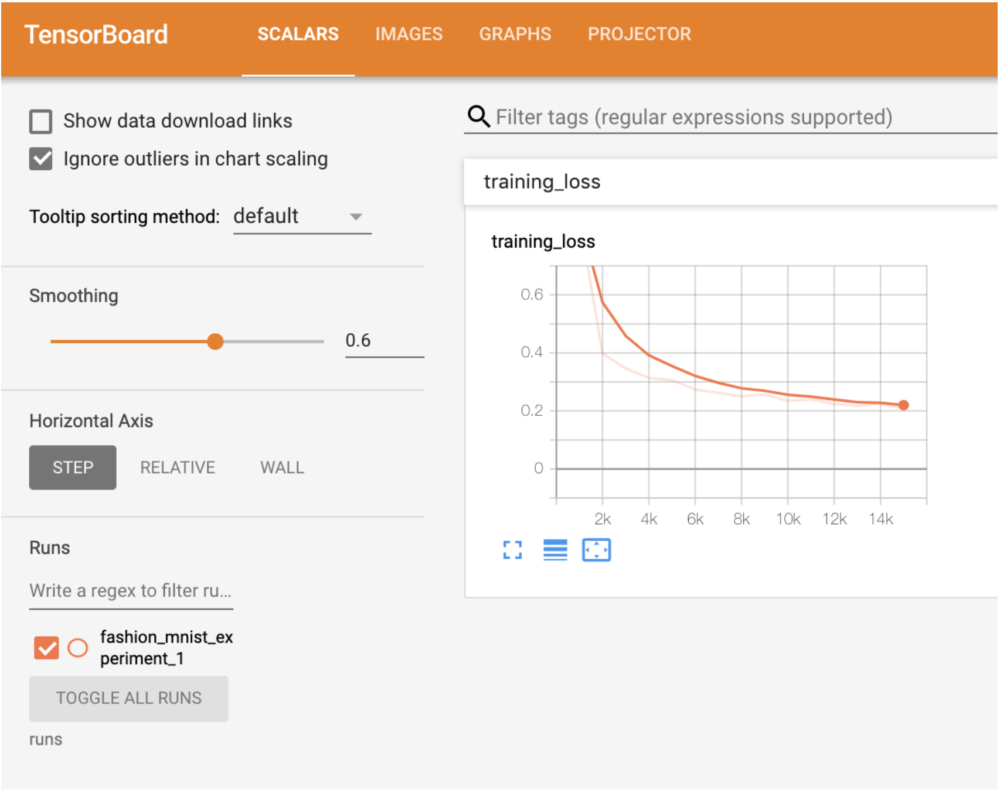 TensorBoard SCALARS IMAGES GRAPHS PROJECTOR
Show data download links
Ignore outliers in chart scaling
Tooltip sorting method: default
Smoothing
0.6
Horizontal Axis
STEP RELATIVE WALL
Runs
Write a regex to filter ru...
fashion_mnist_ex
periment_1
TOGGLE ALL RUNS
runs
Filter tags (regular expressions supported)
training_loss
training_loss
0.6
0.4
0.2
0
2k 4k 6k 8k 10k 12k 14k